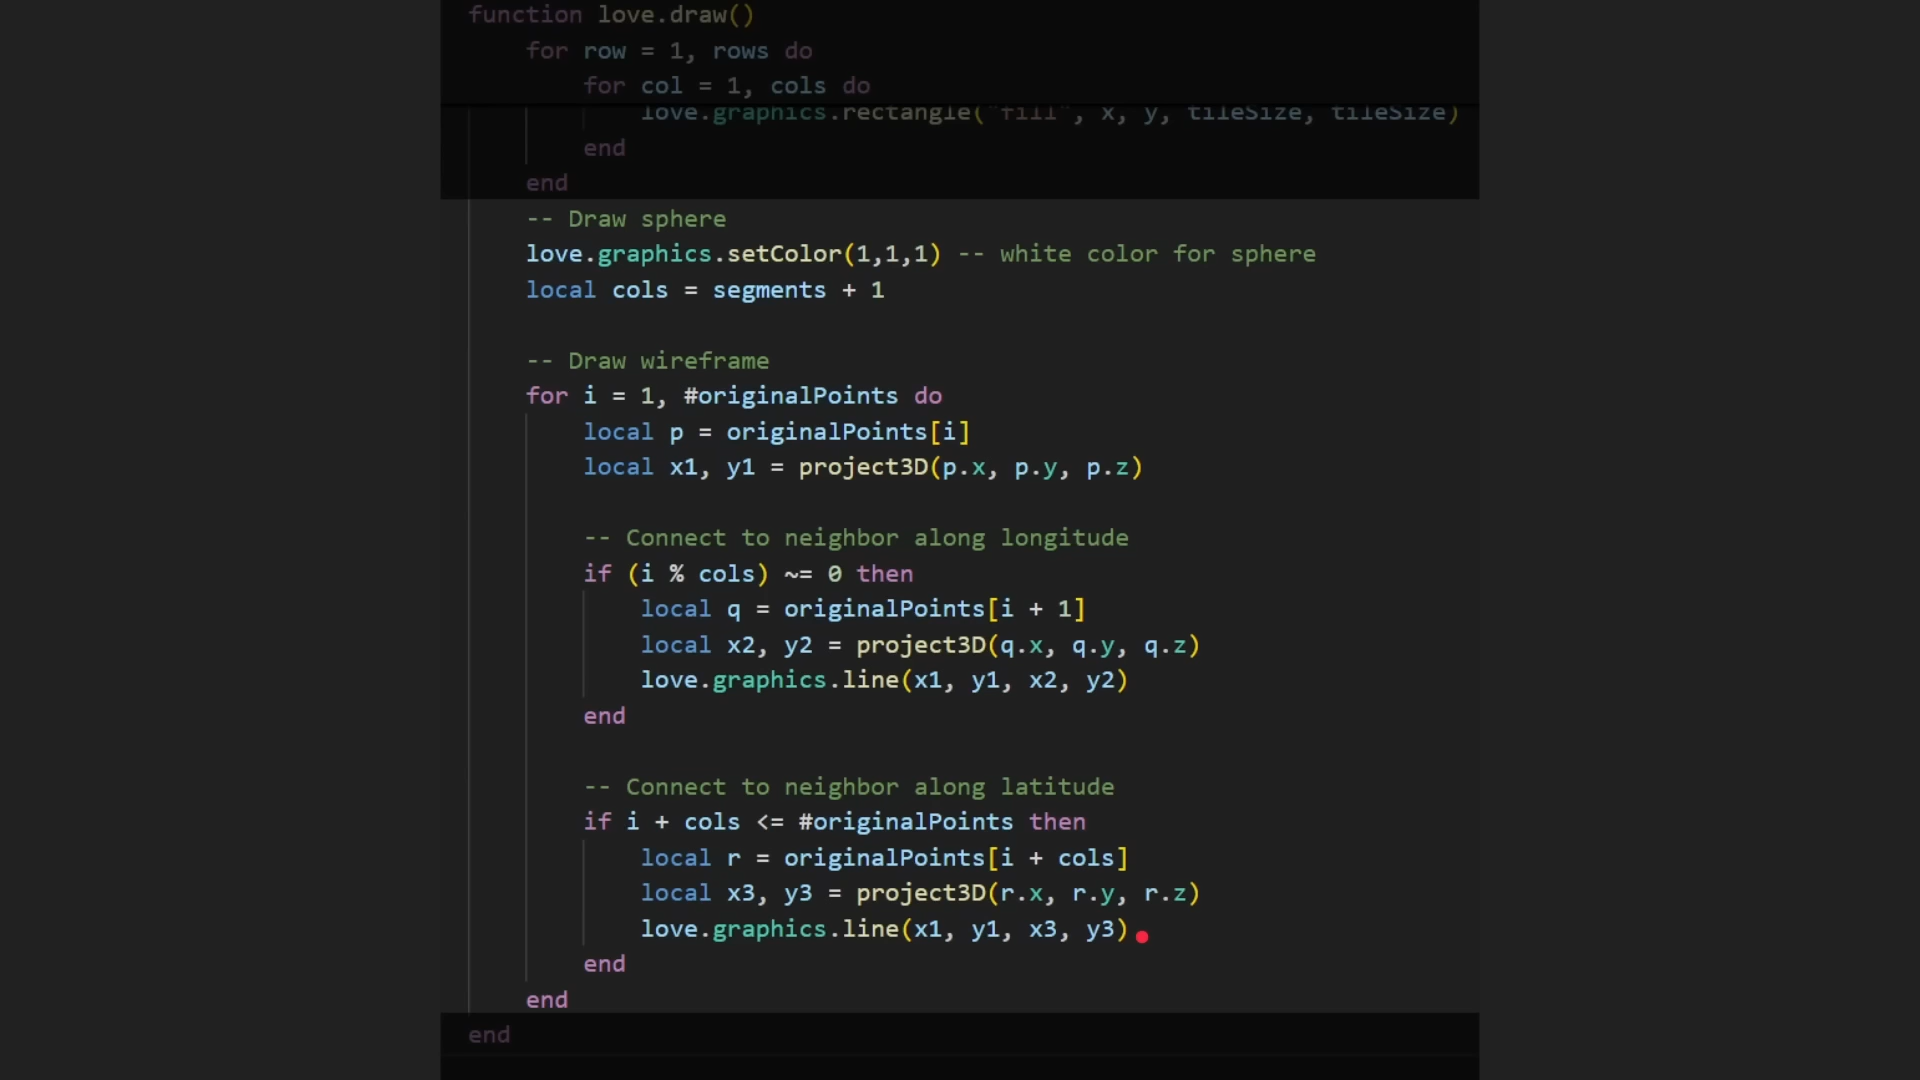 function love.draw()
for row = 1, rows do
for col = 1, cols do
love.graphics.rectangle("fill", x, y, tileSize, tileSize)
end
end
-- Draw sphere
love.graphics.setColor(1,1,1) -- white color for sphere
local cols = segments + 1
-- Draw wireframe
for i = 1, #originalPoints do
local p = originalPoints[i]
local x1, y1 = project3D(p.x, p.y, p.z)
-- Connect to neighbor along longitude
if (i % cols) ~= 0 then
local q = originalPoints[i + 1]
local x2, y2 = project3D(q.x, q.y, q.z)
love.graphics.line(x1, y1, x2, y2)
end
-- Connect to neighbor along latitude
if i + cols <= #originalPoints then
local r = originalPoints[i + cols]
local x3, y3 = project3D(r.x, r.y, r.z)
love.graphics.line(x1, y1, x3, y3)
end
end
end